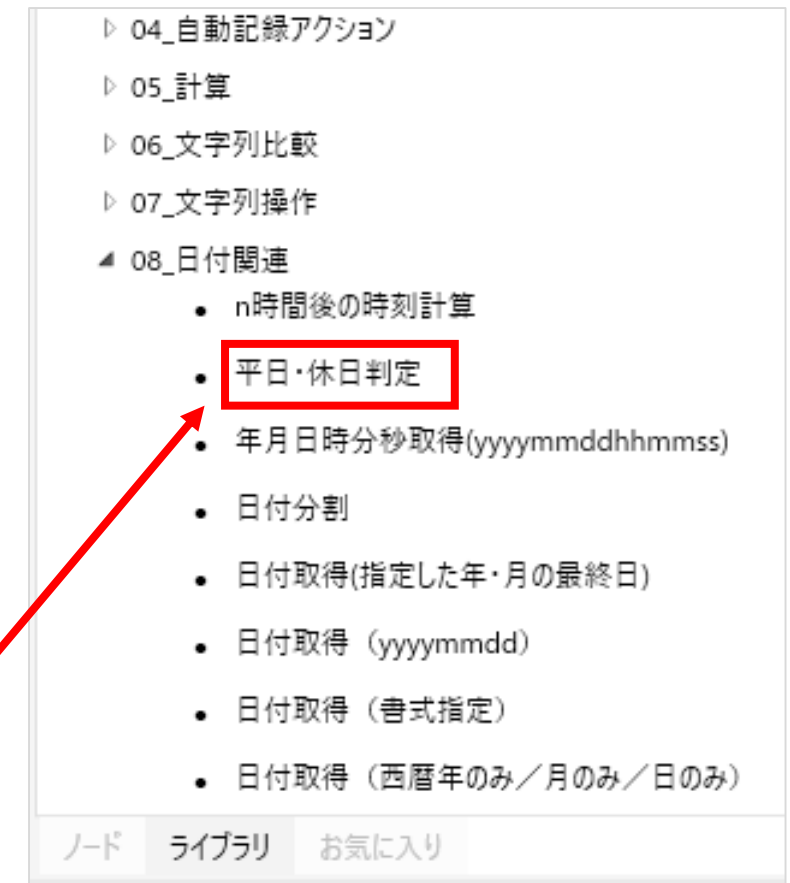 04_自動記録アクション
05_計算
06_文字列比較
07_文字列操作
08_日付関連
n時間後の時刻計算
平日・休日判定
年月日時分秒取得(yyyymmddhhmmss)
日付分割
日付取得(指定した年・月の最終日)
日付取得（yyyymmdd）
日付取得（書式指定）
日付取得（西暦年のみ／月のみ／日のみ）
ノード ライブラリ お気に入り